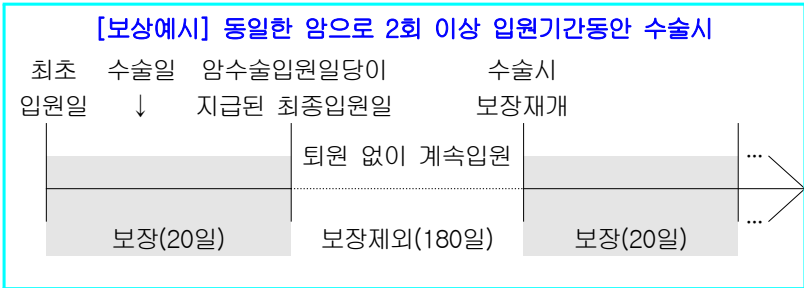 [보상예시] 동일한 암으로 2회 이상 입원기간동안 수술시
최초 수술일 암수술입원일당이 수술시
입원일 ↓ 지급된 최종입원일 보장재개
퇴원 없이 계속입원
...
...
보장(20일) 보장제외(180일) 보장(20일)